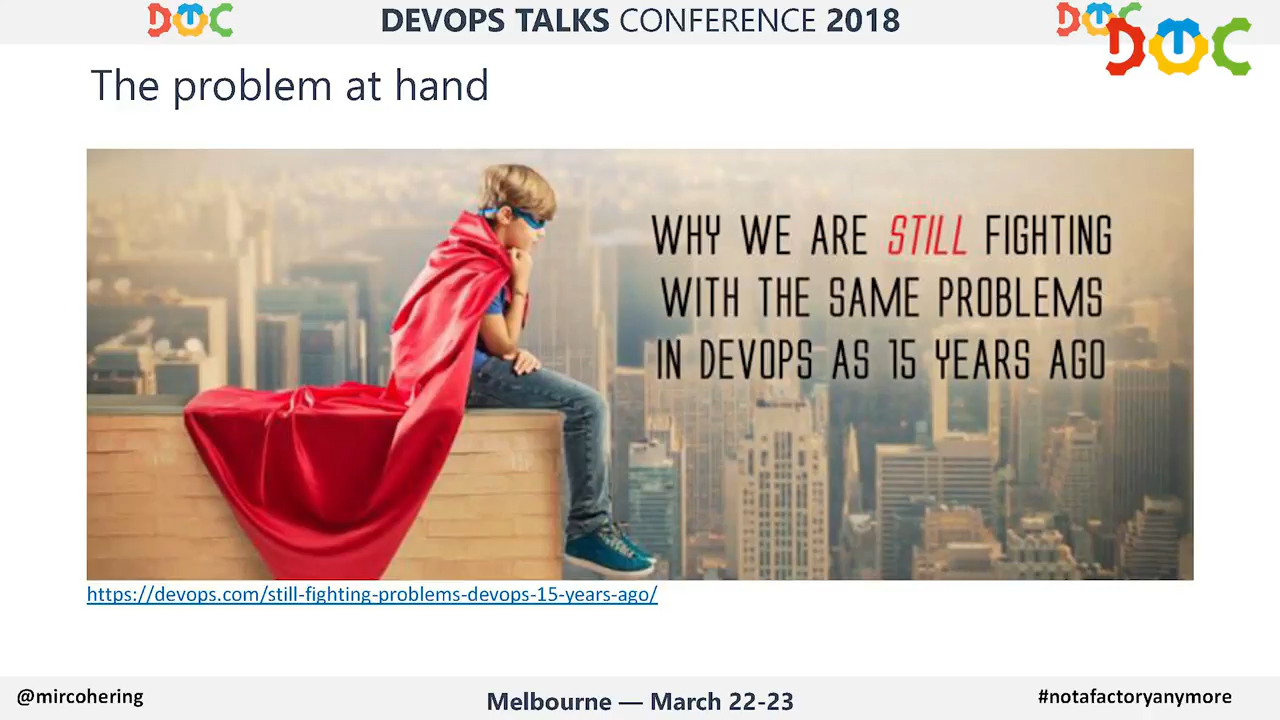 DOC
DEVOPS TALKS CONFERENCE 2018
DOC
DOC
The problem at hand
WHY WE ARE STILL FIGHTING
WITH THE SAME PROBLEMS
IN DEVOPS AS 15 YEARS AGO
https://devops.com/still-fighting-problems-devops-15-years-ago/
@mircohering
Melbourne — March 22-23
#notafactoryanymore